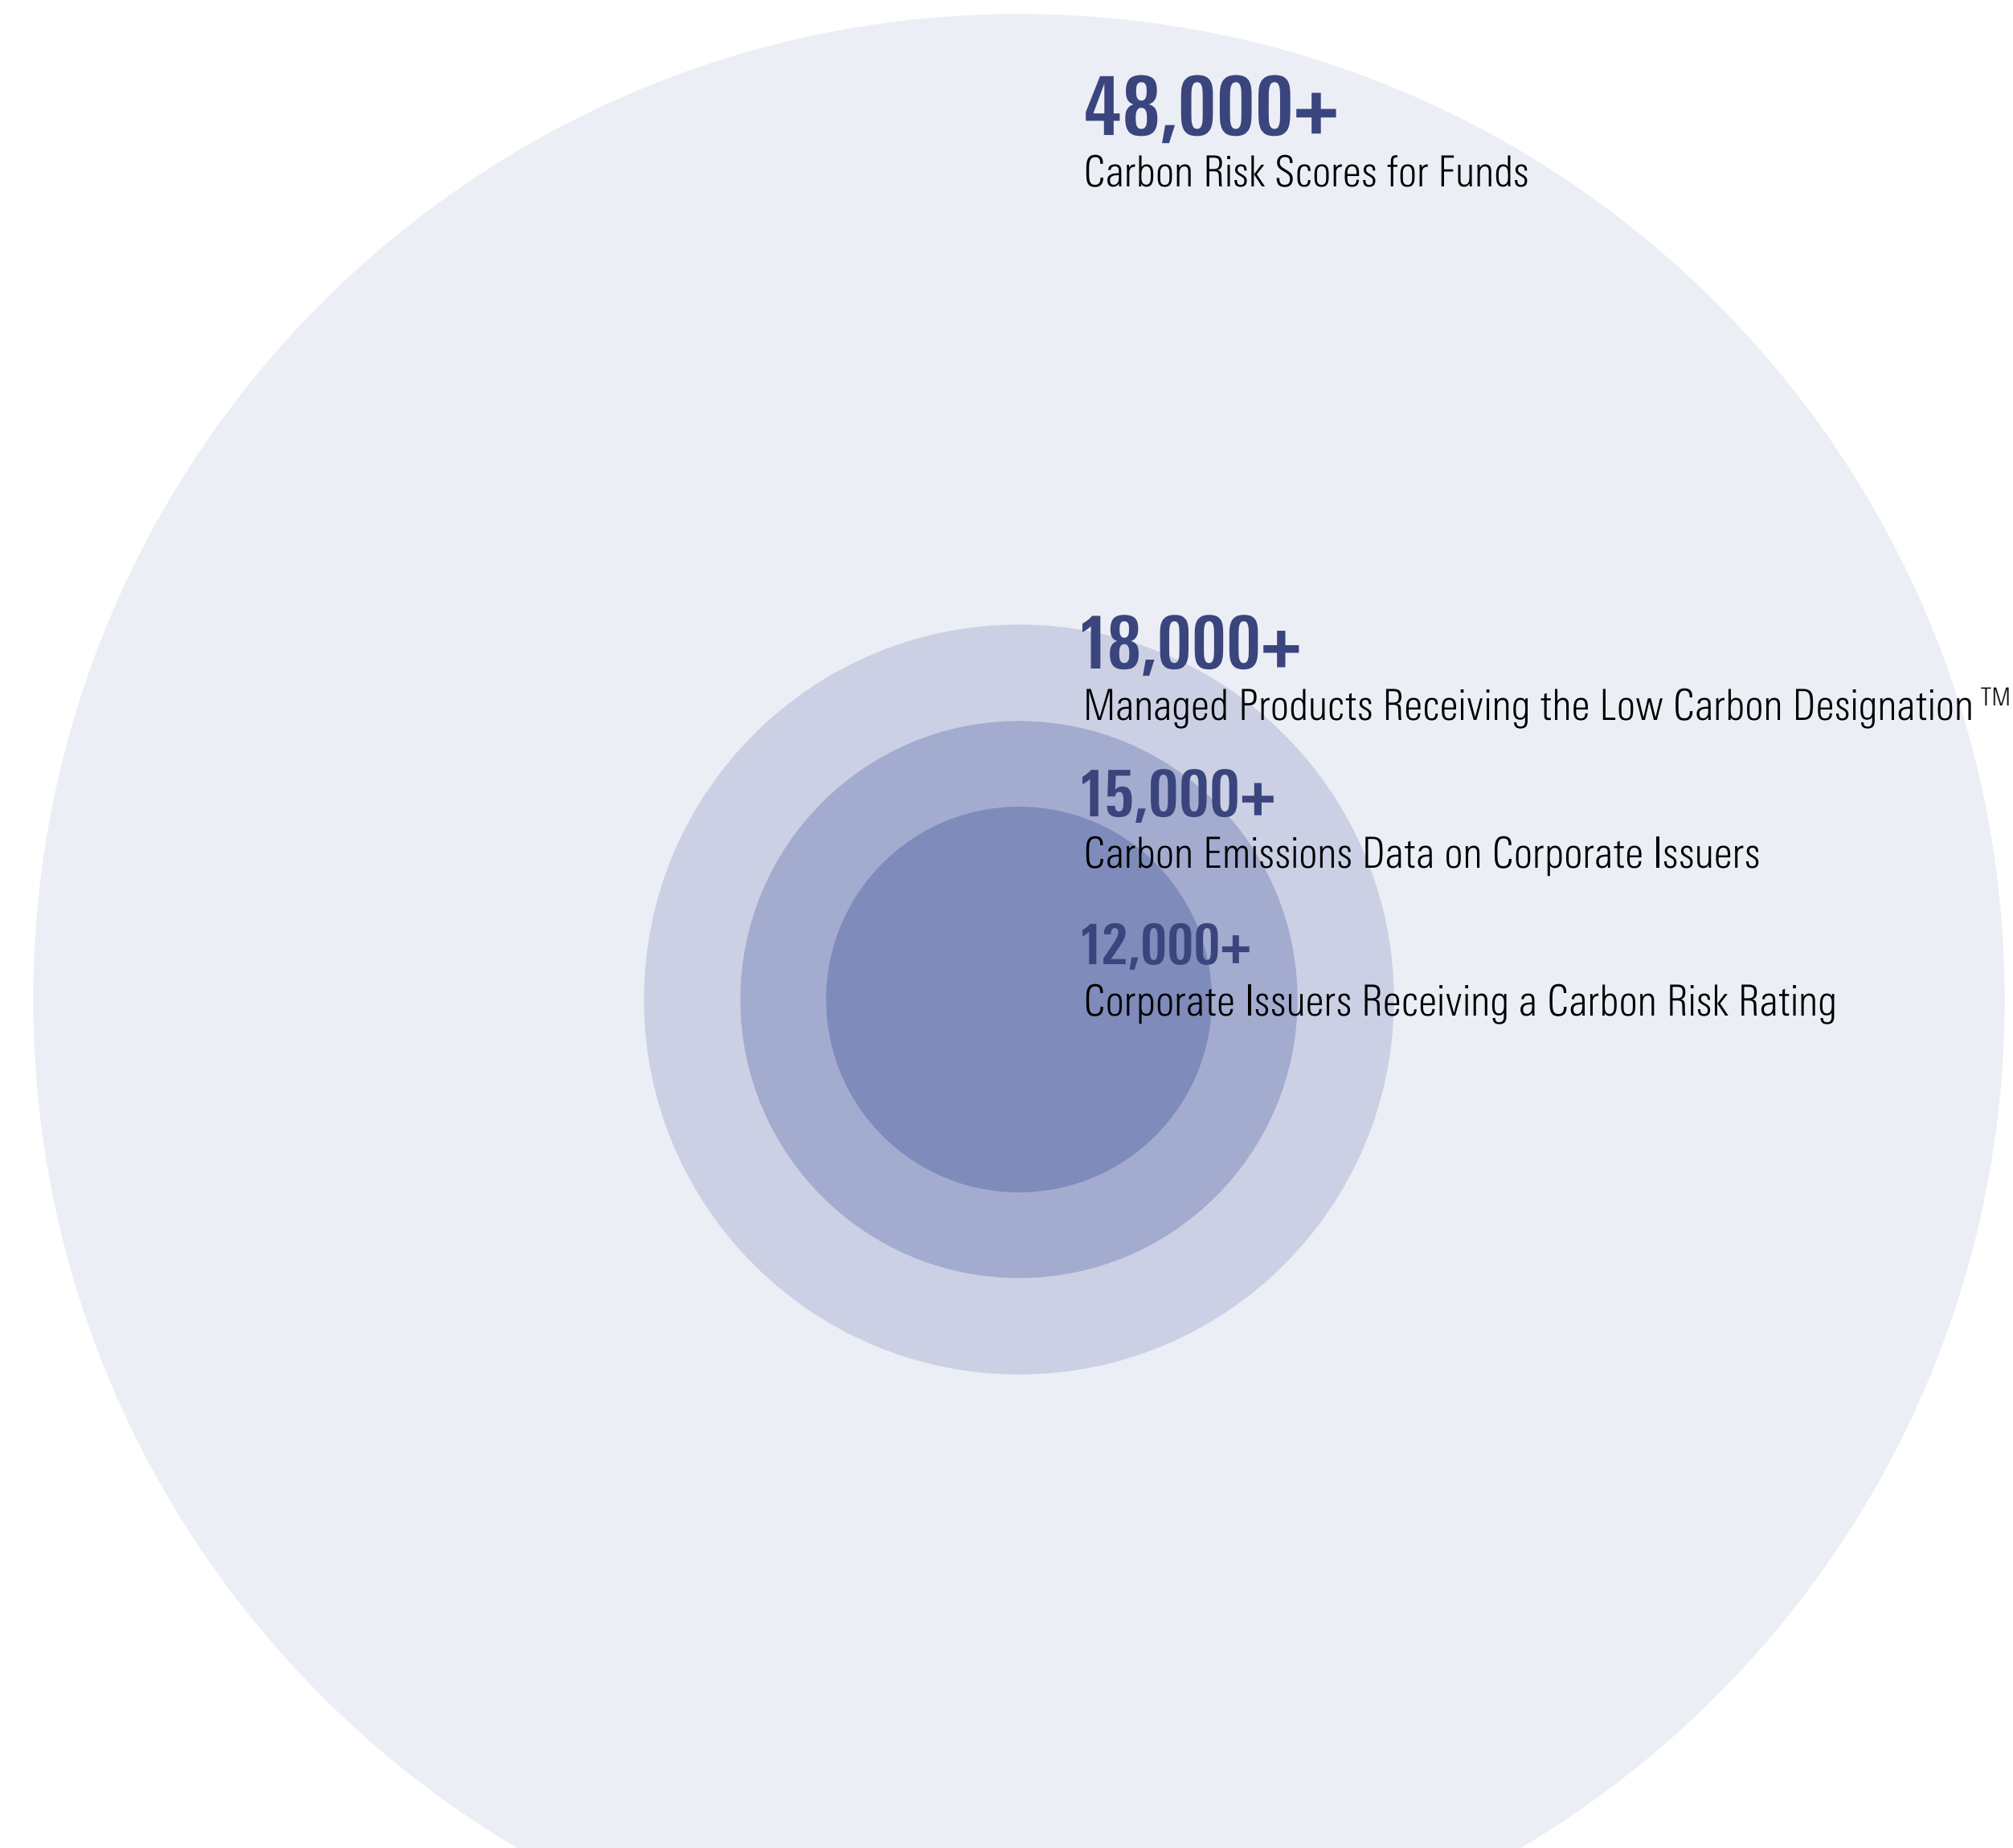 48,000+
Carbon Risk Scores for Funds
18,000+
Managed Products Receiving the Low Carbon Designation ™
15,000+
Carbon Emissions Data on Corporate Issuers
12,000+
Corporate Issuers Receiving a Carbon Risk Rating